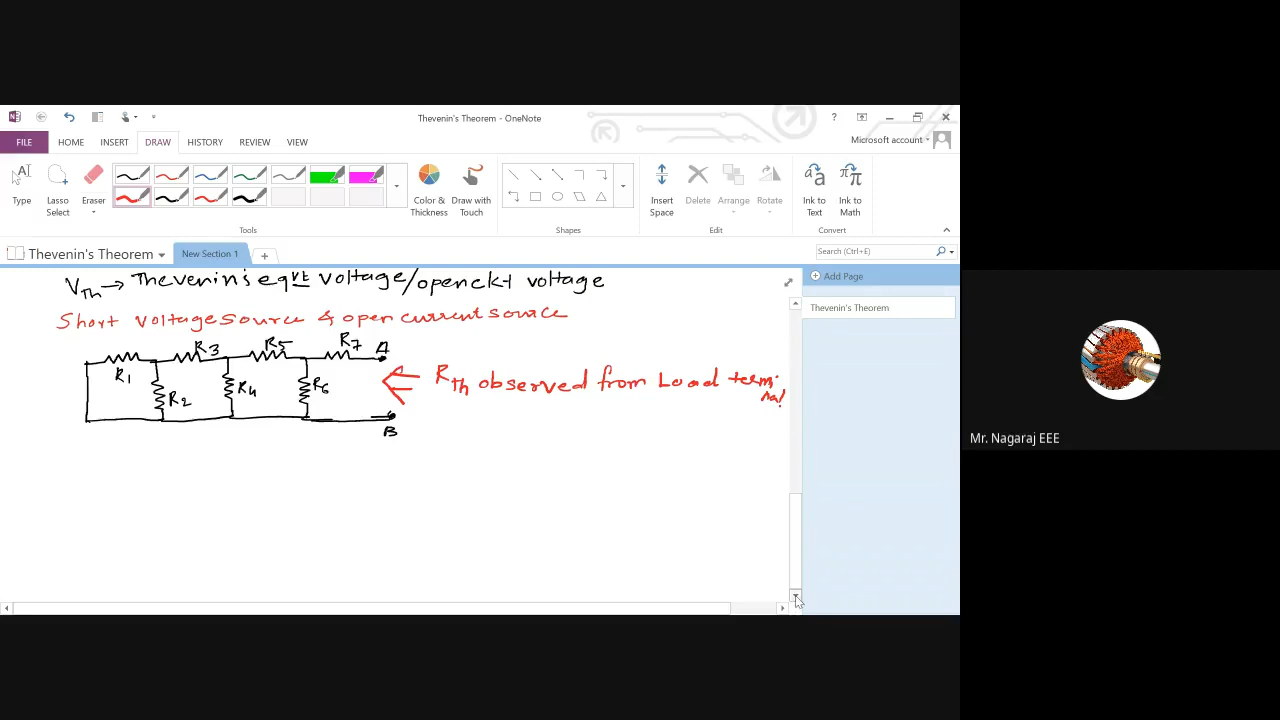 Thevenin's Theorem - OneNote
?
FILE HOME INSERT DRAW HISTORY REVIEW VIEW
Microsoft account
Type
Lasso Select
Eraser
Color & Thickness
Draw with Touch
Insert Space
Delete
Arrange
Rotate
Ink to Text
Ink to Math
Tools
Shapes
Edit
Convert
Thevenin's Theorem
New Section 1
+
Search (Ctrl+E)
Add Page
Thevenin's Theorem
VTh → Thevenin's eqvt voltage/openckt voltage
Short voltage source & open current source
R1 R3 R5 R7 A
R2 R4 R6
B
Rth observed from Load terminal
Mr. Nagaraj EEE